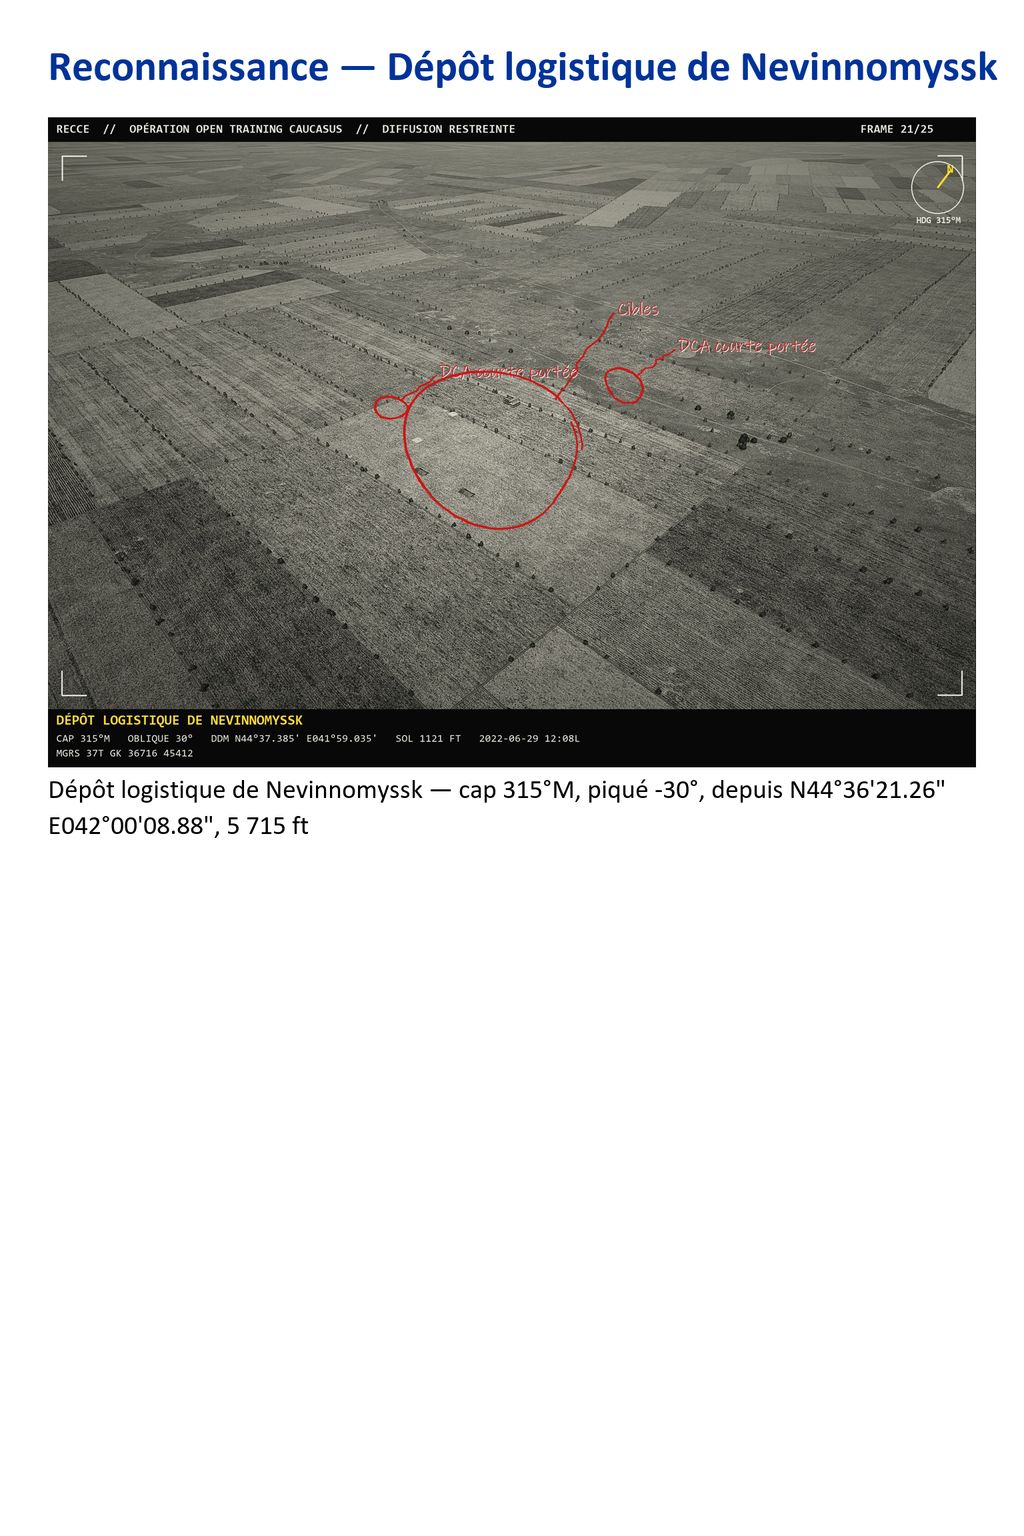 Reconnaissance — Dépôt logistique de Nevinnomyssk
RECCE // OPÉRATION OPEN TRAINING CAUCASUS // DIFFUSION RESTREINTE FRAME 21/25
N
HDG 315°M
Cibles
DCA courte portée
DCA courte portée
DÉPÔT LOGISTIQUE DE NEVINNOMYSSK
CAP 315°M OBLIQUE 30° DDM N44°37.385' E041°59.035' SOL 1121 FT 2022-06-29 12:08L
MGRS 37T GK 36716 45412
Dépôt logistique de Nevinnomyssk — cap 315°M, piqué -30°, depuis N44°36'21.26"
E042°00'08.88", 5 715 ft